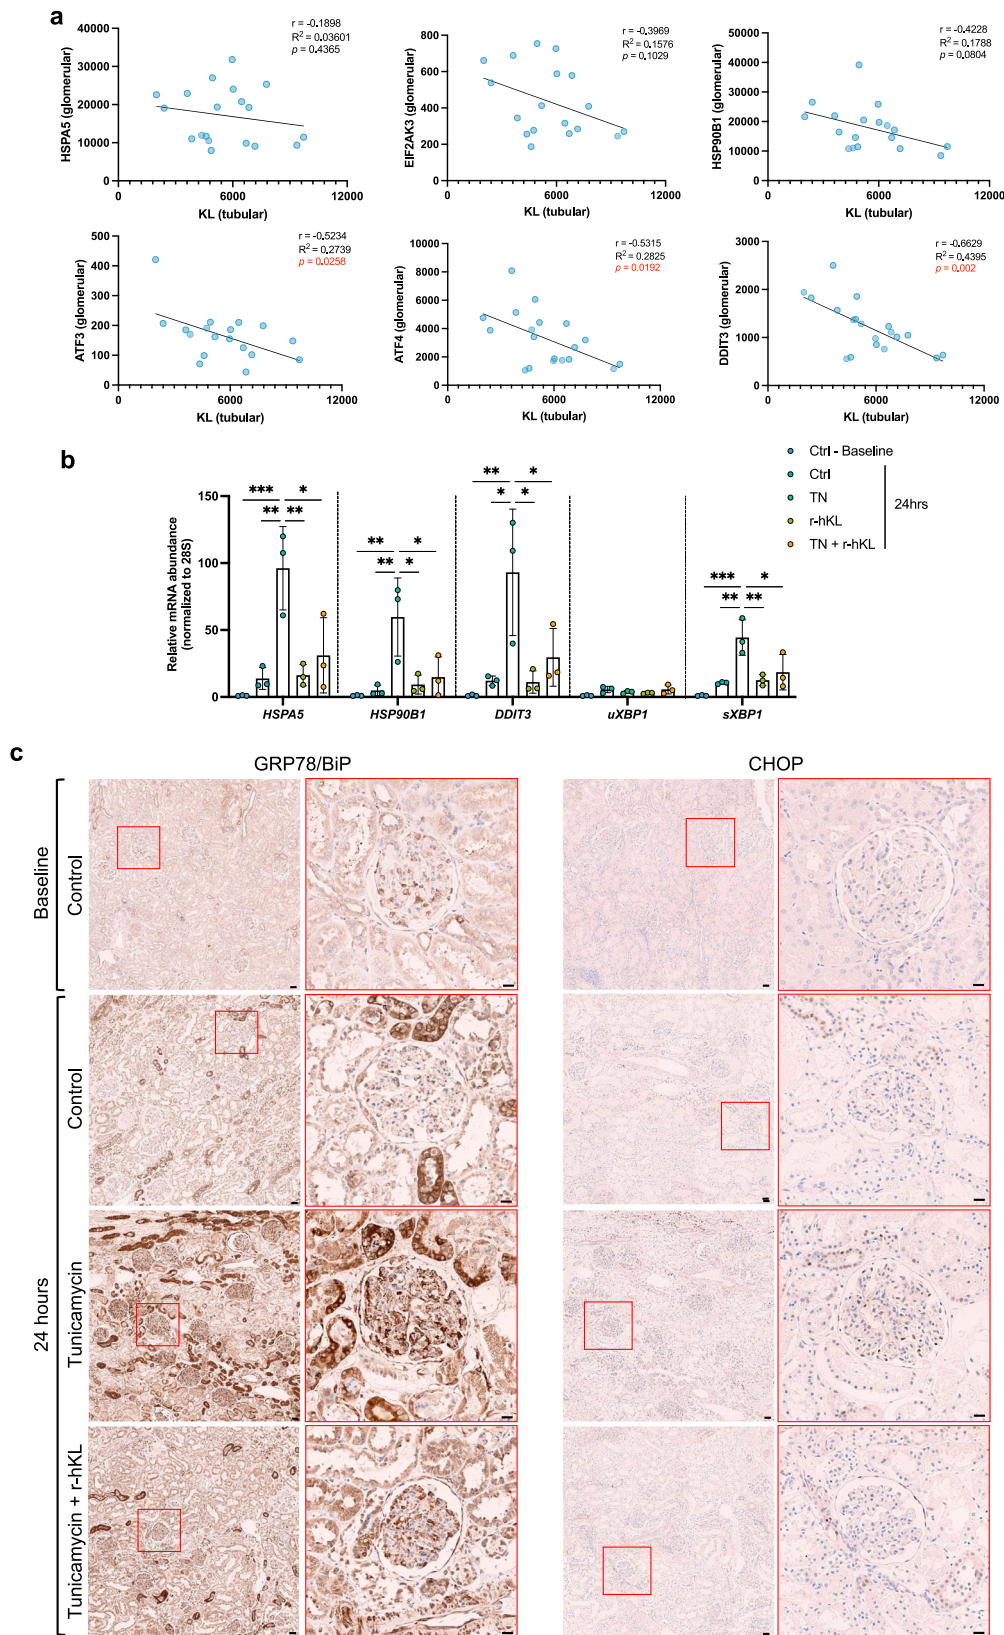 a
r = -0.1898
R² = 0.03601
p = 0.4365
HSPA5 (glomerular)
40000
30000
20000
10000
0
0 6000 12000
KL (tubular)
r = -0.3969
R² = 0.1576
p = 0.1029
EIF2AK3 (glomerular)
800
600
400
200
0
0 6000 12000
KL (tubular)
r = -0.4228
R² = 0.1788
p = 0.0804
HSP90B1 (glomerular)
50000
40000
30000
20000
10000
0
0 6000 12000
KL (tubular)
r = -0.5234
R² = 0.2739
p = 0.0258
ATF3 (glomerular)
500
400
300
200
100
0
0 6000 12000
KL (tubular)
r = -0.5315
R² = 0.2825
p = 0.0192
ATF4 (glomerular)
10000
8000
6000
4000
2000
0
0 6000 12000
KL (tubular)
r = -0.6629
R² = 0.4395
p = 0.002
DDIT3 (glomerular)
3000
2000
1000
0
0 6000 12000
KL (tubular)
b
Ctrl - Baseline
Ctrl
TN
r-hKL
TN + r-hKL
24hrs
Relative mRNA abundance
(normalized to 28S)
150
100
50
0
*** *
** **
** *
** *
** *
* *
*** *
** **
HSPA5 HSP90B1 DDIT3 uXBP1 sXBP1
c
GRP78/BiP CHOP
Baseline
Control
24 hours
Control
Tunicamycin
Tunicamycin + r-hKL